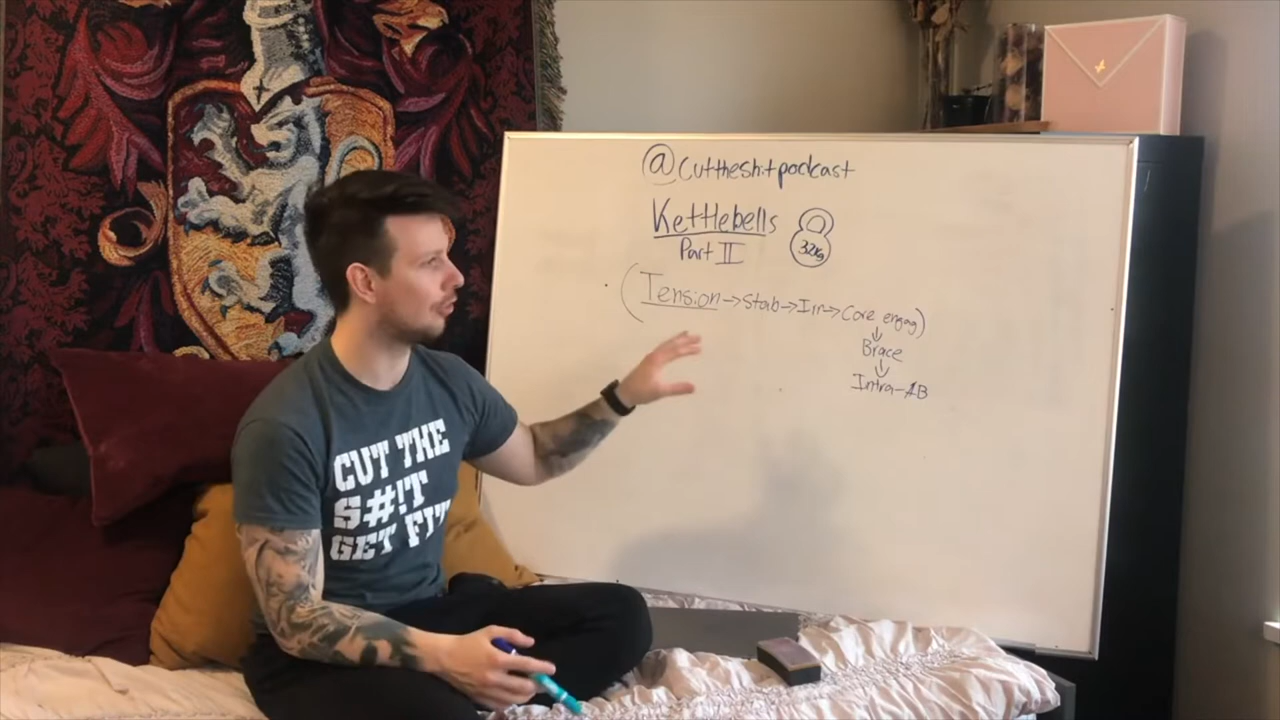 @cuttheshitpodcast
Kettlebells
32kg
Part II
(Tension→Stab→Irr→Core engag)
↓
Brace
↓
Intra-AB
CUT THE
S#!T
GET FIT